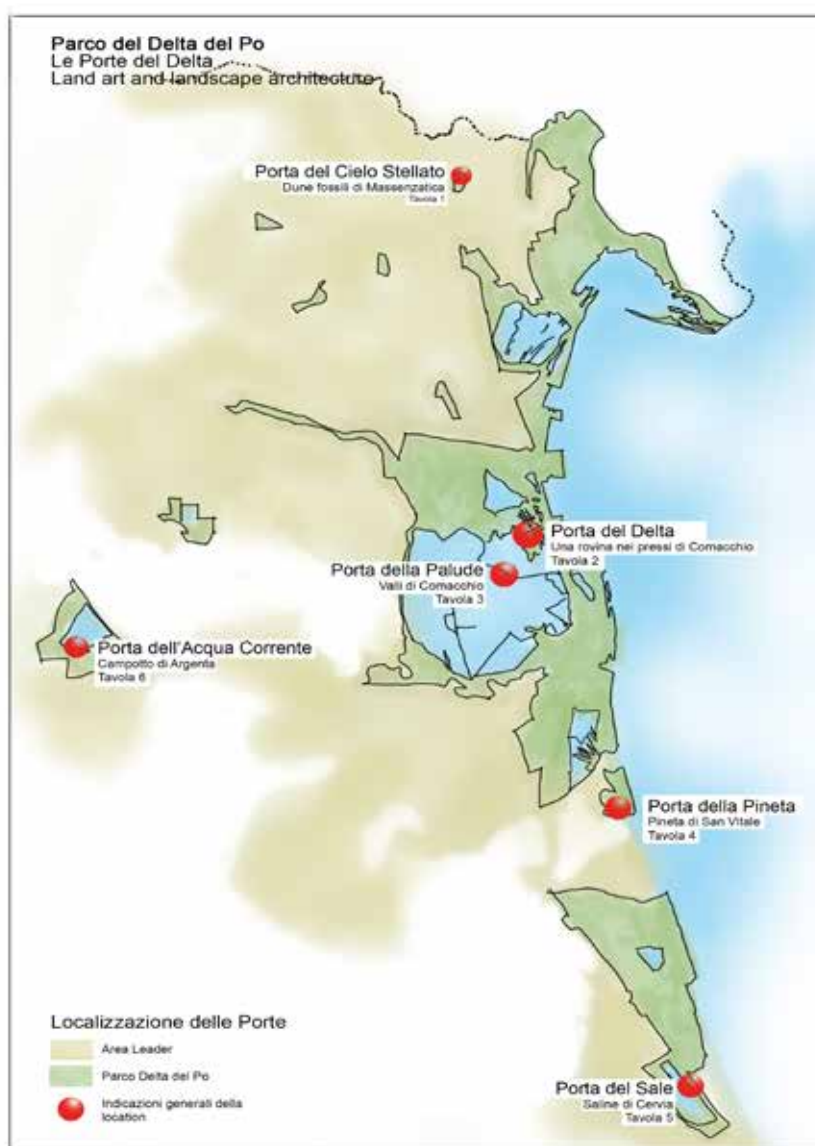 Parco del Delta del Po
Le Porte del Delta
Land art and landscape architecture
Porta del Cielo Stellato
Dune fossili di Massenzatica
Tavola 1
Porta del Delta
Una rovina nei pressi di Comacchio
Tavola 2
Porta della Palude
Valli di Comacchio
Tavola 3
Porta dell'Acqua Corrente
Campotto di Argenta
Tavola 6
Porta della Pineta
Pineta di San Vitale
Tavola 4
Porta del Sale
Saline di Cervia
Tavola 5
Localizzazione delle Porte
Area Leader
Parco Delta del Po
Indicazioni generali della
location